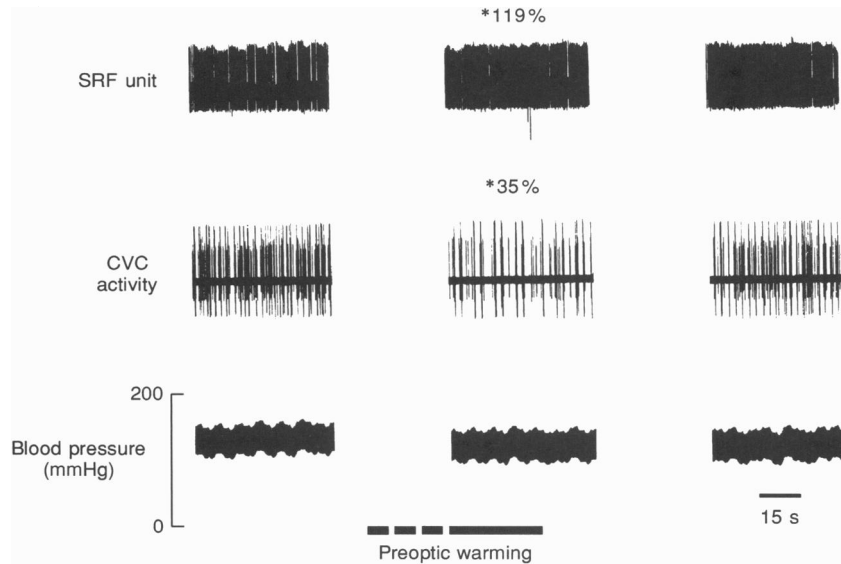 *119%
SRF unit
*35%
CVC
activity
200
Blood pressure
(mmHg)
0
15 s
Preoptic warming